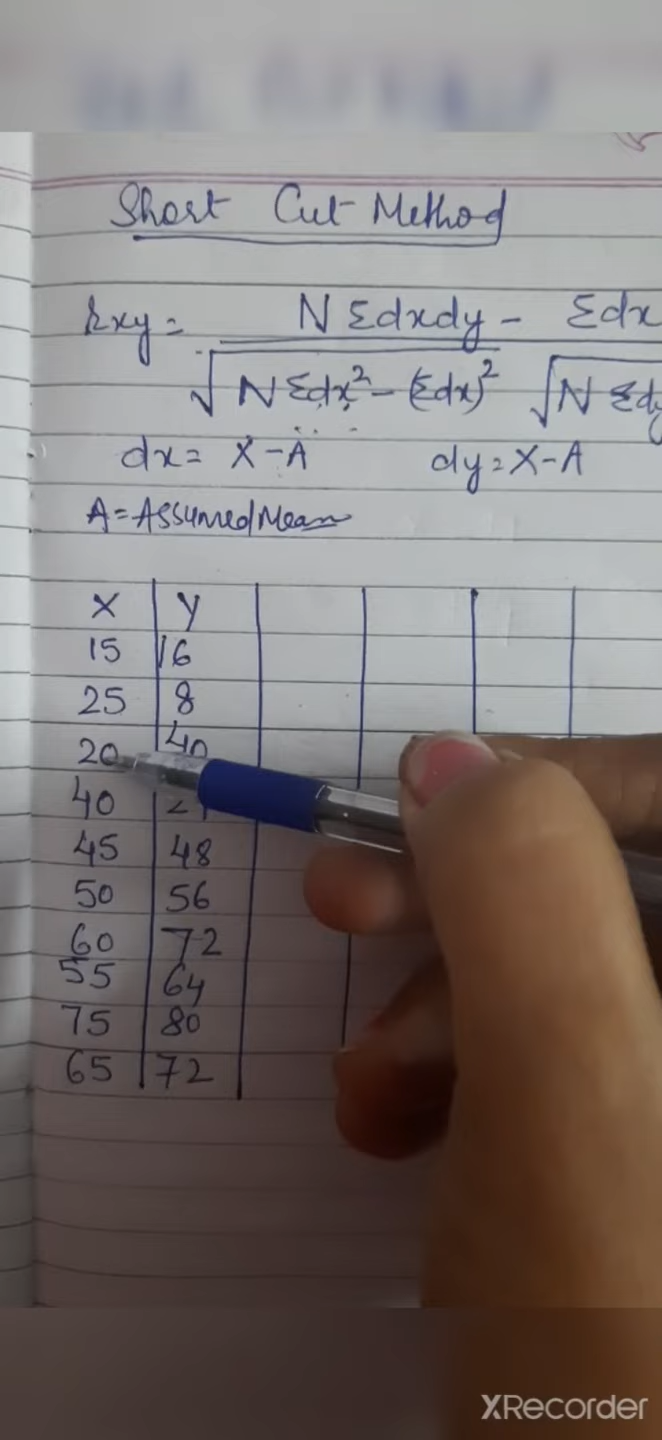 Short Cut Method
rxy = N Σdxdy - Σdx
√NΣdx² - (Σdx)² √N Σdy
dx = X - A dy = X - A
A = Assumed Mean
X Y
15 16
25 8
20 40
40
45 48
50 56
60 72
55 64
75 80
65 72
XRecorder